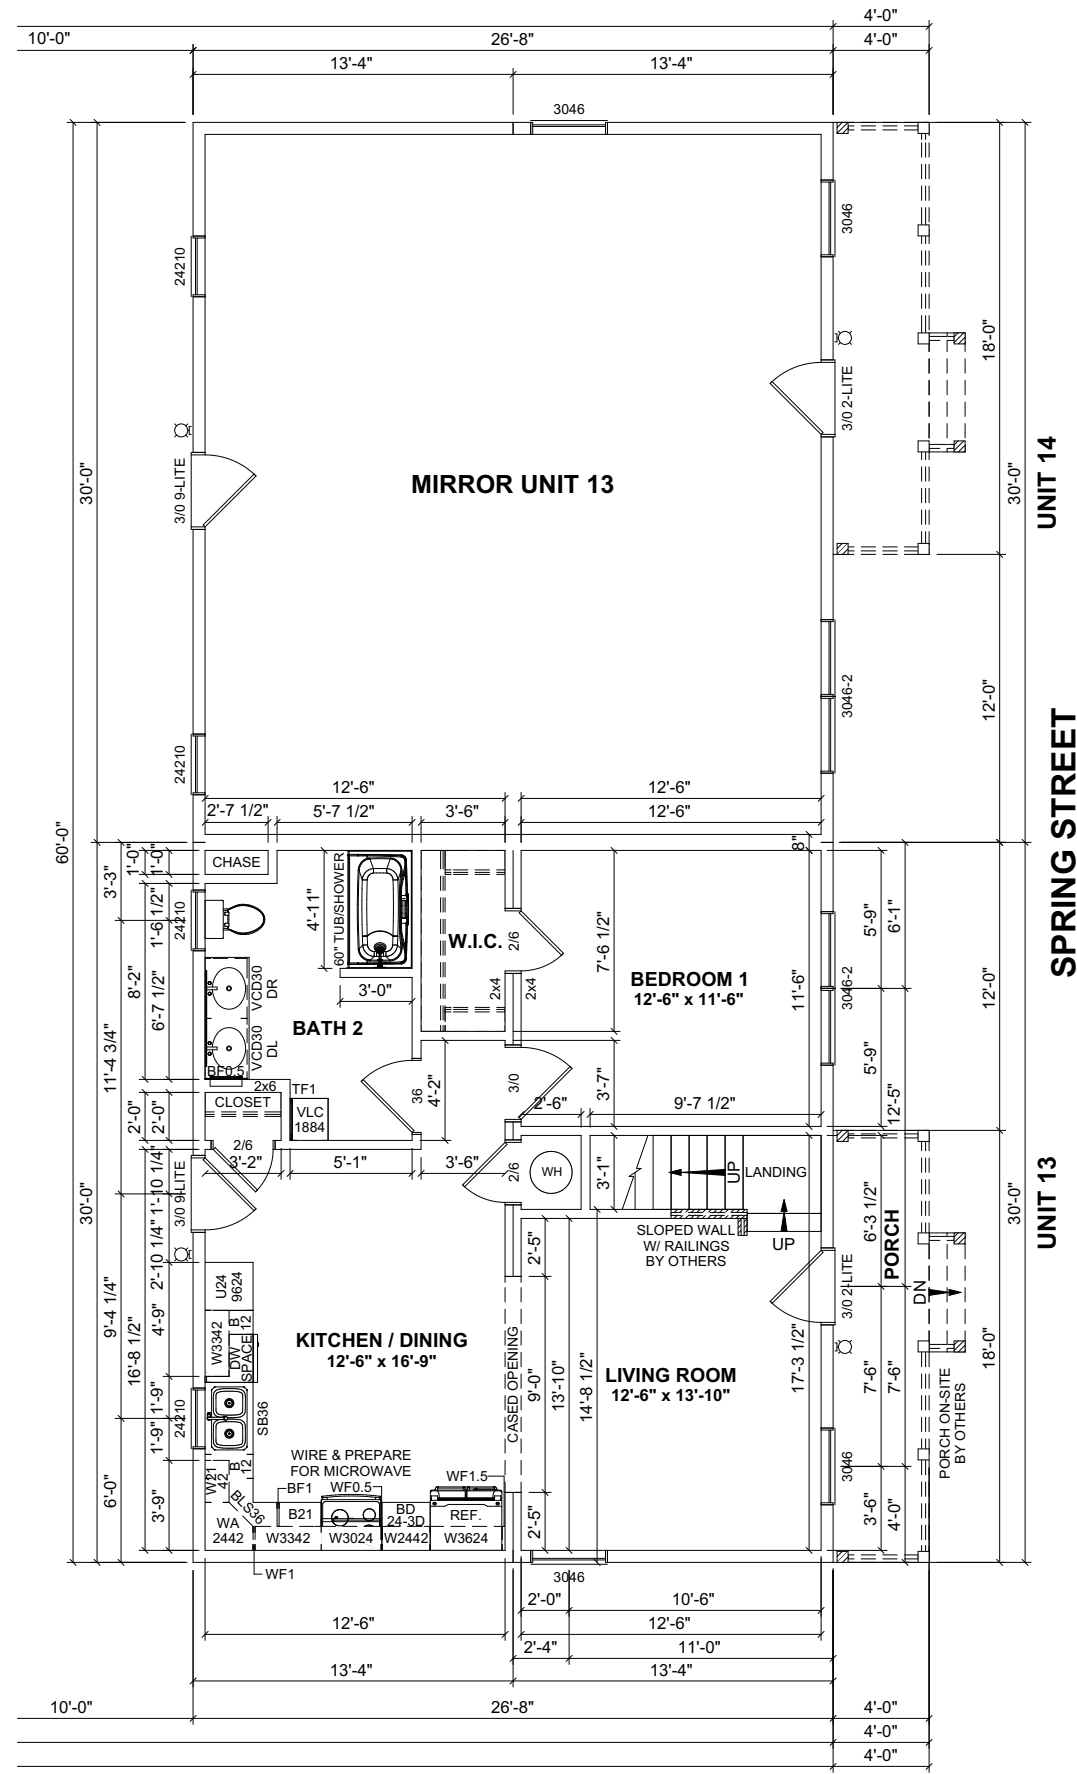 4'-0"
10'-0"
26'-8"
4'-0"
13'-4"
13'-4"
3046
3046
24210
18'-0"
3/0 2-LITE
30'-0"
3/0 9-LITE
MIRROR UNIT 13
30'-0"
UNIT 14
60'-0"
3046-2
12'-0"
24210
SPRING STREET
12'-6"
12'-6"
2'-7 1/2"
5'-7 1/2"
3'-6"
12'-6"
8"
1'-0"
1'-0"
CHASE
3'-3"
1'-6 1/2"
24210
4'-11"
60" TUB/SHOWER
W.I.C.
2/6
7'-6 1/2"
5'-9"
6'-1"
8'-2"
6'-7 1/2"
VCD30
DR
VCD30
DL
3'-0"
2x4
2x4
BEDROOM 1
12'-6" x 11'-6"
11'-6"
3046-2
12'-0"
BATH 2
11'-4 3/4"
BF0.5
2x6
TF1
36
4'-2"
3/0
3'-7"
5'-9"
12'-5"
2'-0"
2'-0"
CLOSET
VLC
1884
2'-6"
9'-7 1/2"
2/6
3'-2"
5'-1"
3'-6"
2/6
WH
3'-1"
UP
LANDING
1'-10 1/4"
3/0 9-LITE
30'-0"
SLOPED WALL
W/ RAILINGS
BY OTHERS
UP
6'-3 1/2"
PORCH
UNIT 13
30'-0"
2'-10 1/4"
2'-5"
U24
9624
3/0 2-LITE
DN
9'-4 1/4"
16'-8 1/2"
4'-9"
W3342
B
12
DW
SPACE
KITCHEN / DINING
12'-6" x 16'-9"
CASED OPENING
9'-0"
13'-10"
14'-8 1/2"
LIVING ROOM
12'-6" x 13'-10"
17'-3 1/2"
7'-6"
7'-6"
18'-0"
PORCH ON-SITE
BY OTHERS
1'-9"
1'-9"
24210
SB36
6'-0"
3'-9"
W21
42
B
12
WIRE & PREPARE
FOR MICROWAVE
BLS36
BF1
WF0.5
WF1.5
B21
BD
24-3D
REF.
WA
2442
W3342
W3024
W2442
W3624
WF1
2'-5"
3046
3'-6"
4'-0"
3046
2'-0"
10'-6"
12'-6"
12'-6"
2'-4"
11'-0"
13'-4"
13'-4"
10'-0"
26'-8"
4'-0"
4'-0"
4'-0"